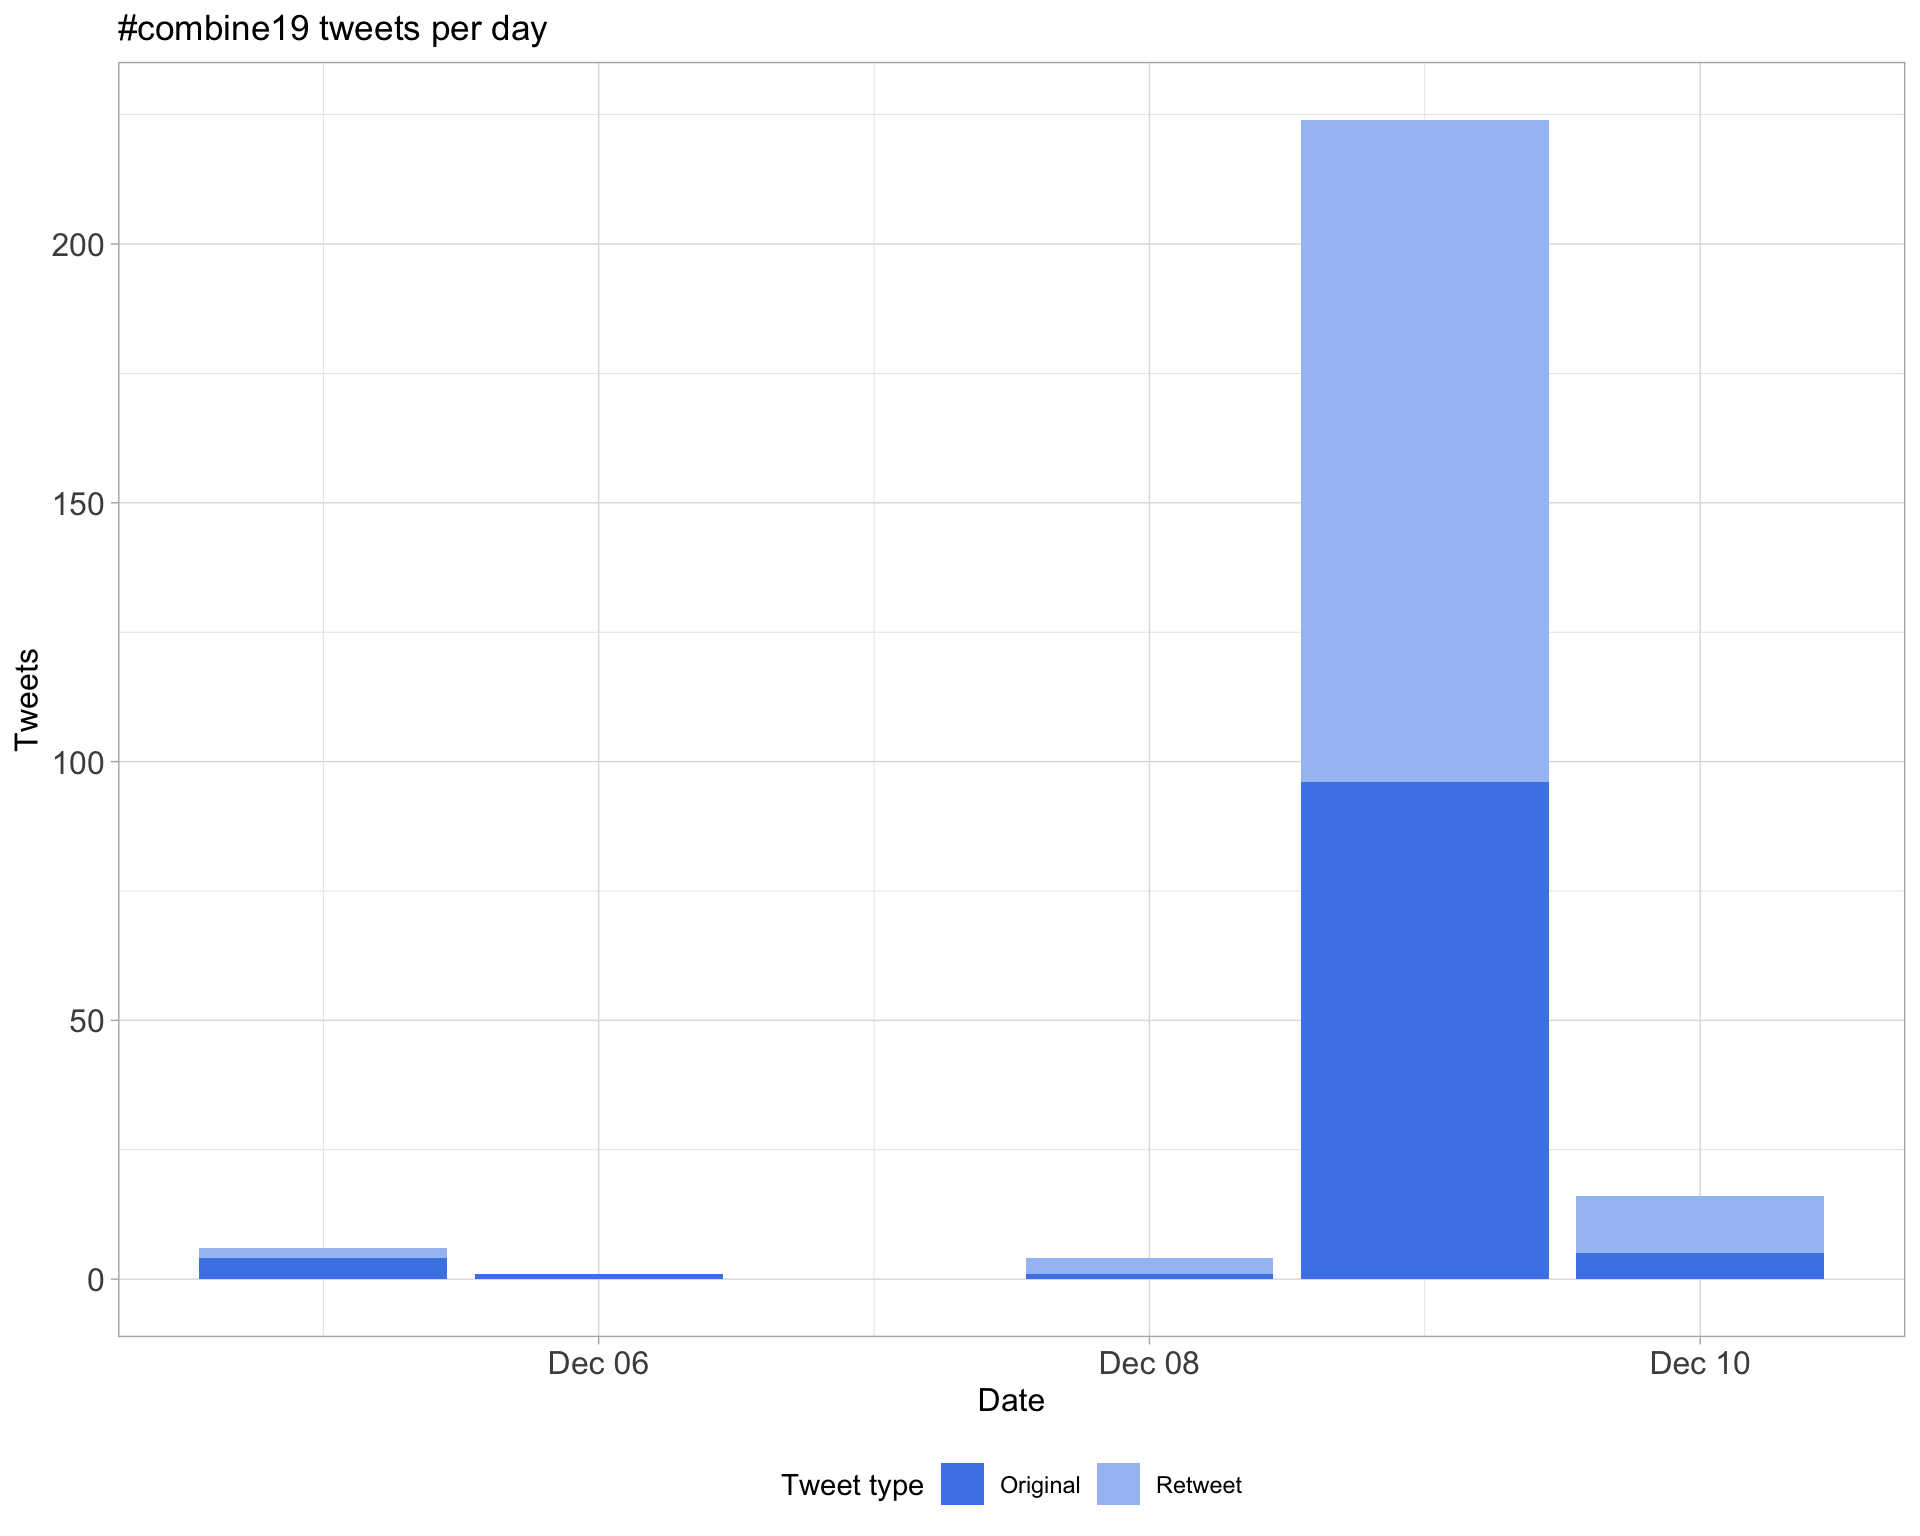 #combine19 tweets per day
200
150
100
50
0
Tweets
Dec 06 Dec 08 Dec 10
Date
Tweet type Original Retweet